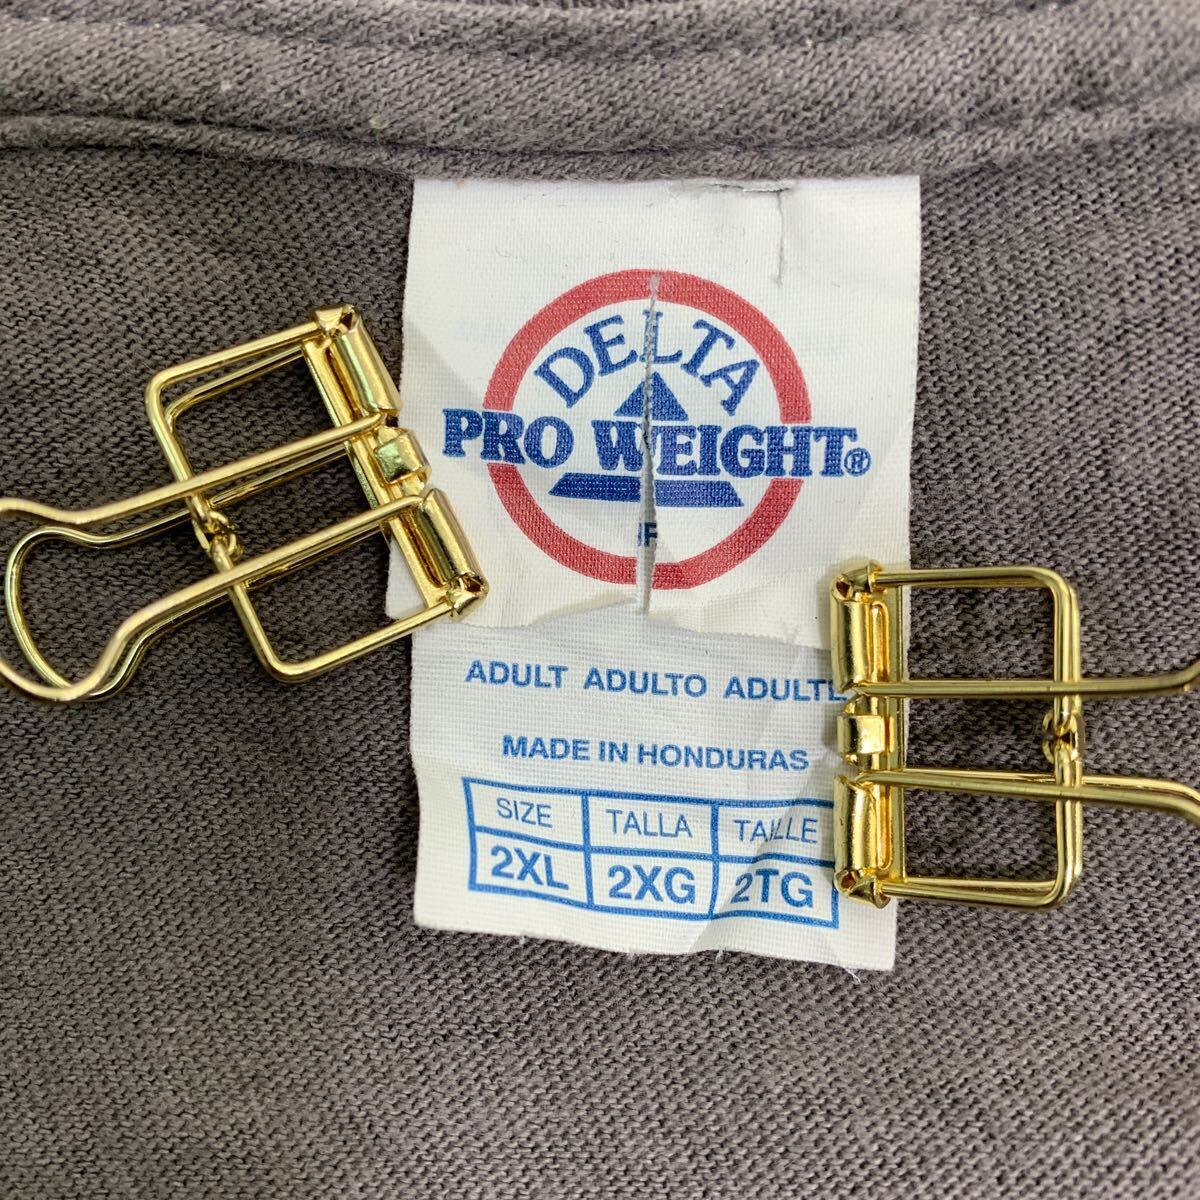 DELTA
PRO WEIGHT®
ADULT ADULTO ADULTE
MADE IN HONDURAS
SIZE TALLA TAILLE
2XL 2XG 2TG